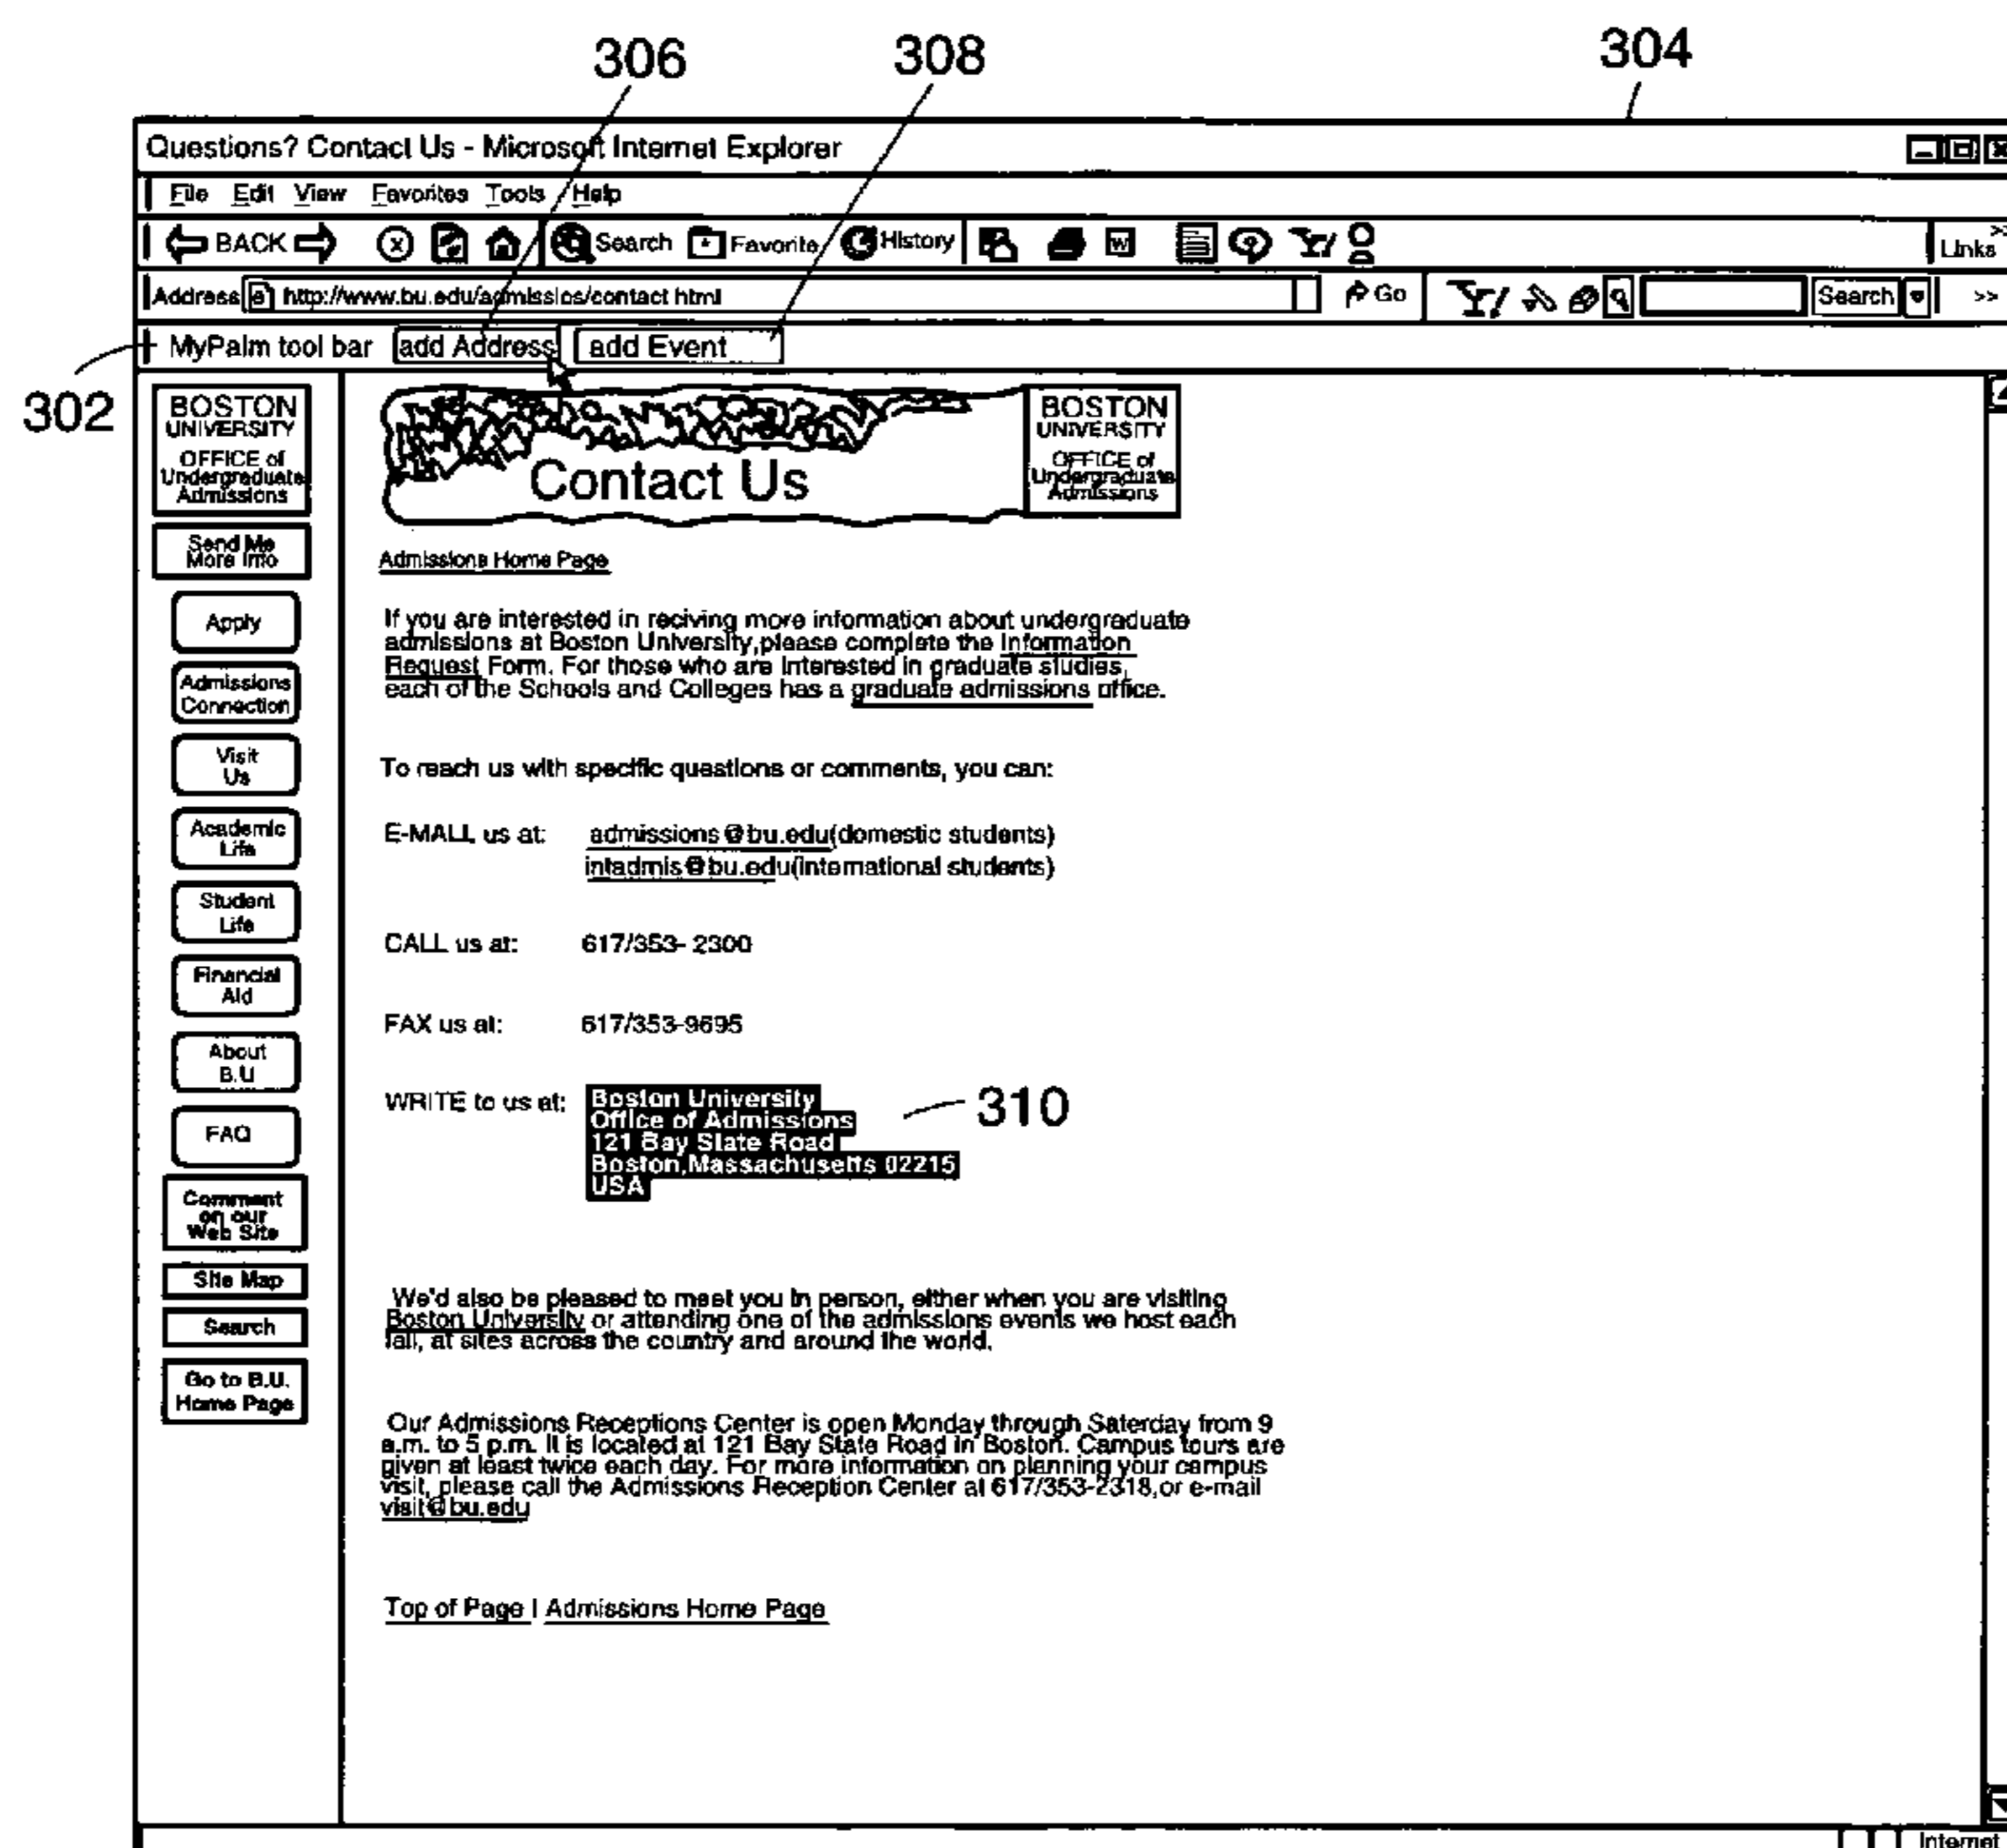 306 308 304
Questions? Contact Us - Microsoft Internet Explorer
File Edit View Favorites Tools Help
BACK Search Favorite History W Links >>
Address e http://www.bu.edu/admissios/contact html Go Y! Search >>
MyPalm tool bar add Address add Event
302
BOSTON
UNIVERSITY
OFFICE of
Undergraduate
Admissions
Send Me
More Info
Apply
Admissions
Connection
Visit
Us
Academic
Life
Student
Life
Financial
Aid
About
B.U
FAQ
Comment
on our
Web Site
Site Map
Search
Go to B.U.
Home Page
Contact Us
BOSTON
UNIVERSITY
OFFICE of
Undergraduate
Admissions
Admissions Home Page
If you are interested in reciving more information about undergraduate
admissions at Boston University,please complete the Information
Request Form. For those who are Interested in graduate studies,
each of the Schools and Colleges has a graduate admissions office.
To reach us with specific questions or comments, you can:
E-MALL us at: admissions@bu.edu(domestic students)
intadmis@bu.edu(international students)
CALL us at: 617/353- 2300
FAX us at: 617/353-9695
WRITE to us at: Boston University
Office of Admissions
121 Bay State Road
Boston,Massachusetts 02215
USA
310
We'd also be pleased to meet you in person, either when you are visiting
Boston University or attending one of the admissions events we host each
fall, at sites across the country and around the world.
Our Admissions Receptions Center is open Monday through Saterday from 9
a.m. to 5 p.m. It is located at 121 Bay State Road in Boston. Campus tours are
given at least twice each day. For more information on planning your campus
visit, please call the Admissions Reception Center at 617/353-2318,or e-mail
visit@bu.edu
Top of Page | Admissions Home Page
Internet